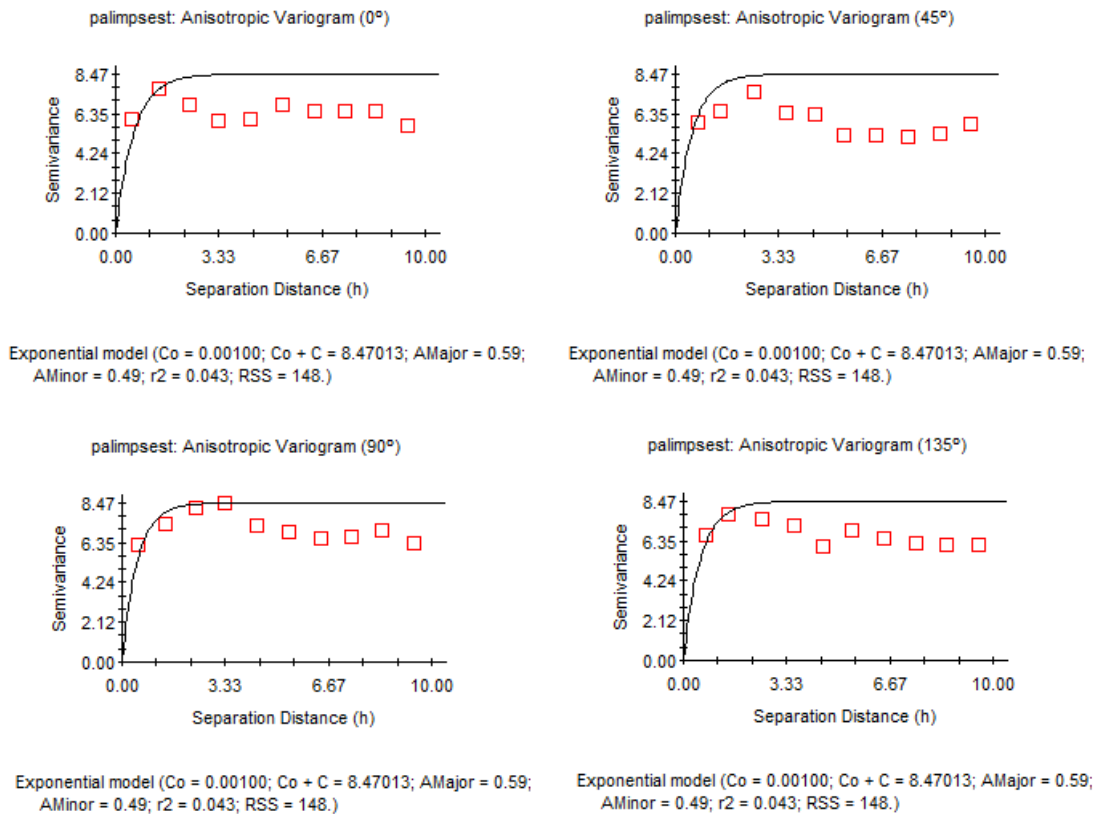 palimpsest: Anisotropic Variogram (0º)
8.47
6.35
4.24
2.12
0.00
Semivariance
0.00 3.33 6.67 10.00
Separation Distance (h)
Exponential model (Co = 0.00100; Co + C = 8.47013; AMajor = 0.59;
AMinor = 0.49; r2 = 0.043; RSS = 148.)
palimpsest: Anisotropic Variogram (45º)
8.47
6.35
4.24
2.12
0.00
Semivariance
0.00 3.33 6.67 10.00
Separation Distance (h)
Exponential model (Co = 0.00100; Co + C = 8.47013; AMajor = 0.59;
AMinor = 0.49; r2 = 0.043; RSS = 148.)
palimpsest: Anisotropic Variogram (90º)
8.47
6.35
4.24
2.12
0.00
Semivariance
0.00 3.33 6.67 10.00
Separation Distance (h)
Exponential model (Co = 0.00100; Co + C = 8.47013; AMajor = 0.59;
AMinor = 0.49; r2 = 0.043; RSS = 148.)
palimpsest: Anisotropic Variogram (135º)
8.47
6.35
4.24
2.12
0.00
Semivariance
0.00 3.33 6.67 10.00
Separation Distance (h)
Exponential model (Co = 0.00100; Co + C = 8.47013; AMajor = 0.59;
AMinor = 0.49; r2 = 0.043; RSS = 148.)